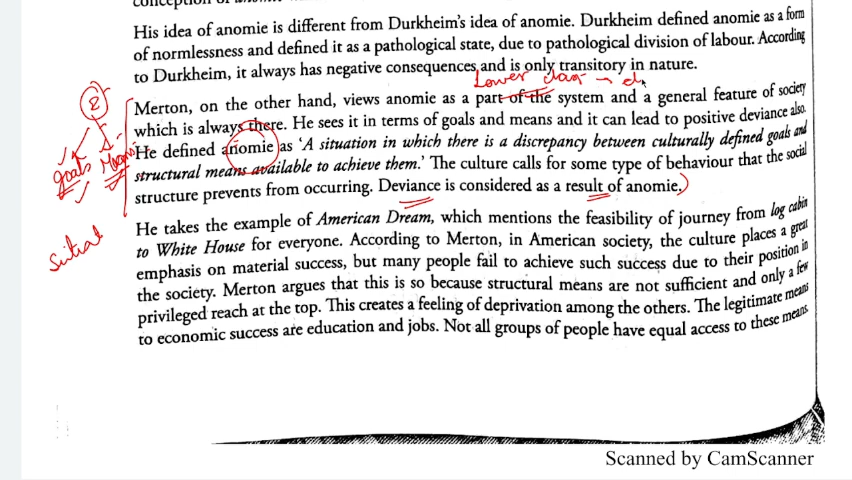 His idea of anomie is different from Durkheim's idea of anomie. Durkheim defined anomie as a form
of normlessness and defined it as a pathological state, due to pathological division of labour. According
to Durkheim, it always has negative consequences and is only transitory in nature.
Lower class → d
Merton, on the other hand, views anomie as a part of the system and a general feature of society
which is always there. He sees it in terms of goals and means and it can lead to positive deviance also.
He defined anomie as 'A situation in which there is a discrepancy between culturally defined goals and
structural means available to achieve them.' The culture calls for some type of behaviour that the social
structure prevents from occurring. Deviance is considered as a result of anomie.
2
goals Means
He takes the example of American Dream, which mentions the feasibility of journey from log cabin
to White House for everyone. According to Merton, in American society, the culture places a great
emphasis on material success, but many people fail to achieve such success due to their position in
the society. Merton argues that this is so because structural means are not sufficient and only a few
privileged reach at the top. This creates a feeling of deprivation among the others. The legitimate means
to economic success are education and jobs. Not all groups of people have equal access to these means.
Scanned by CamScanner